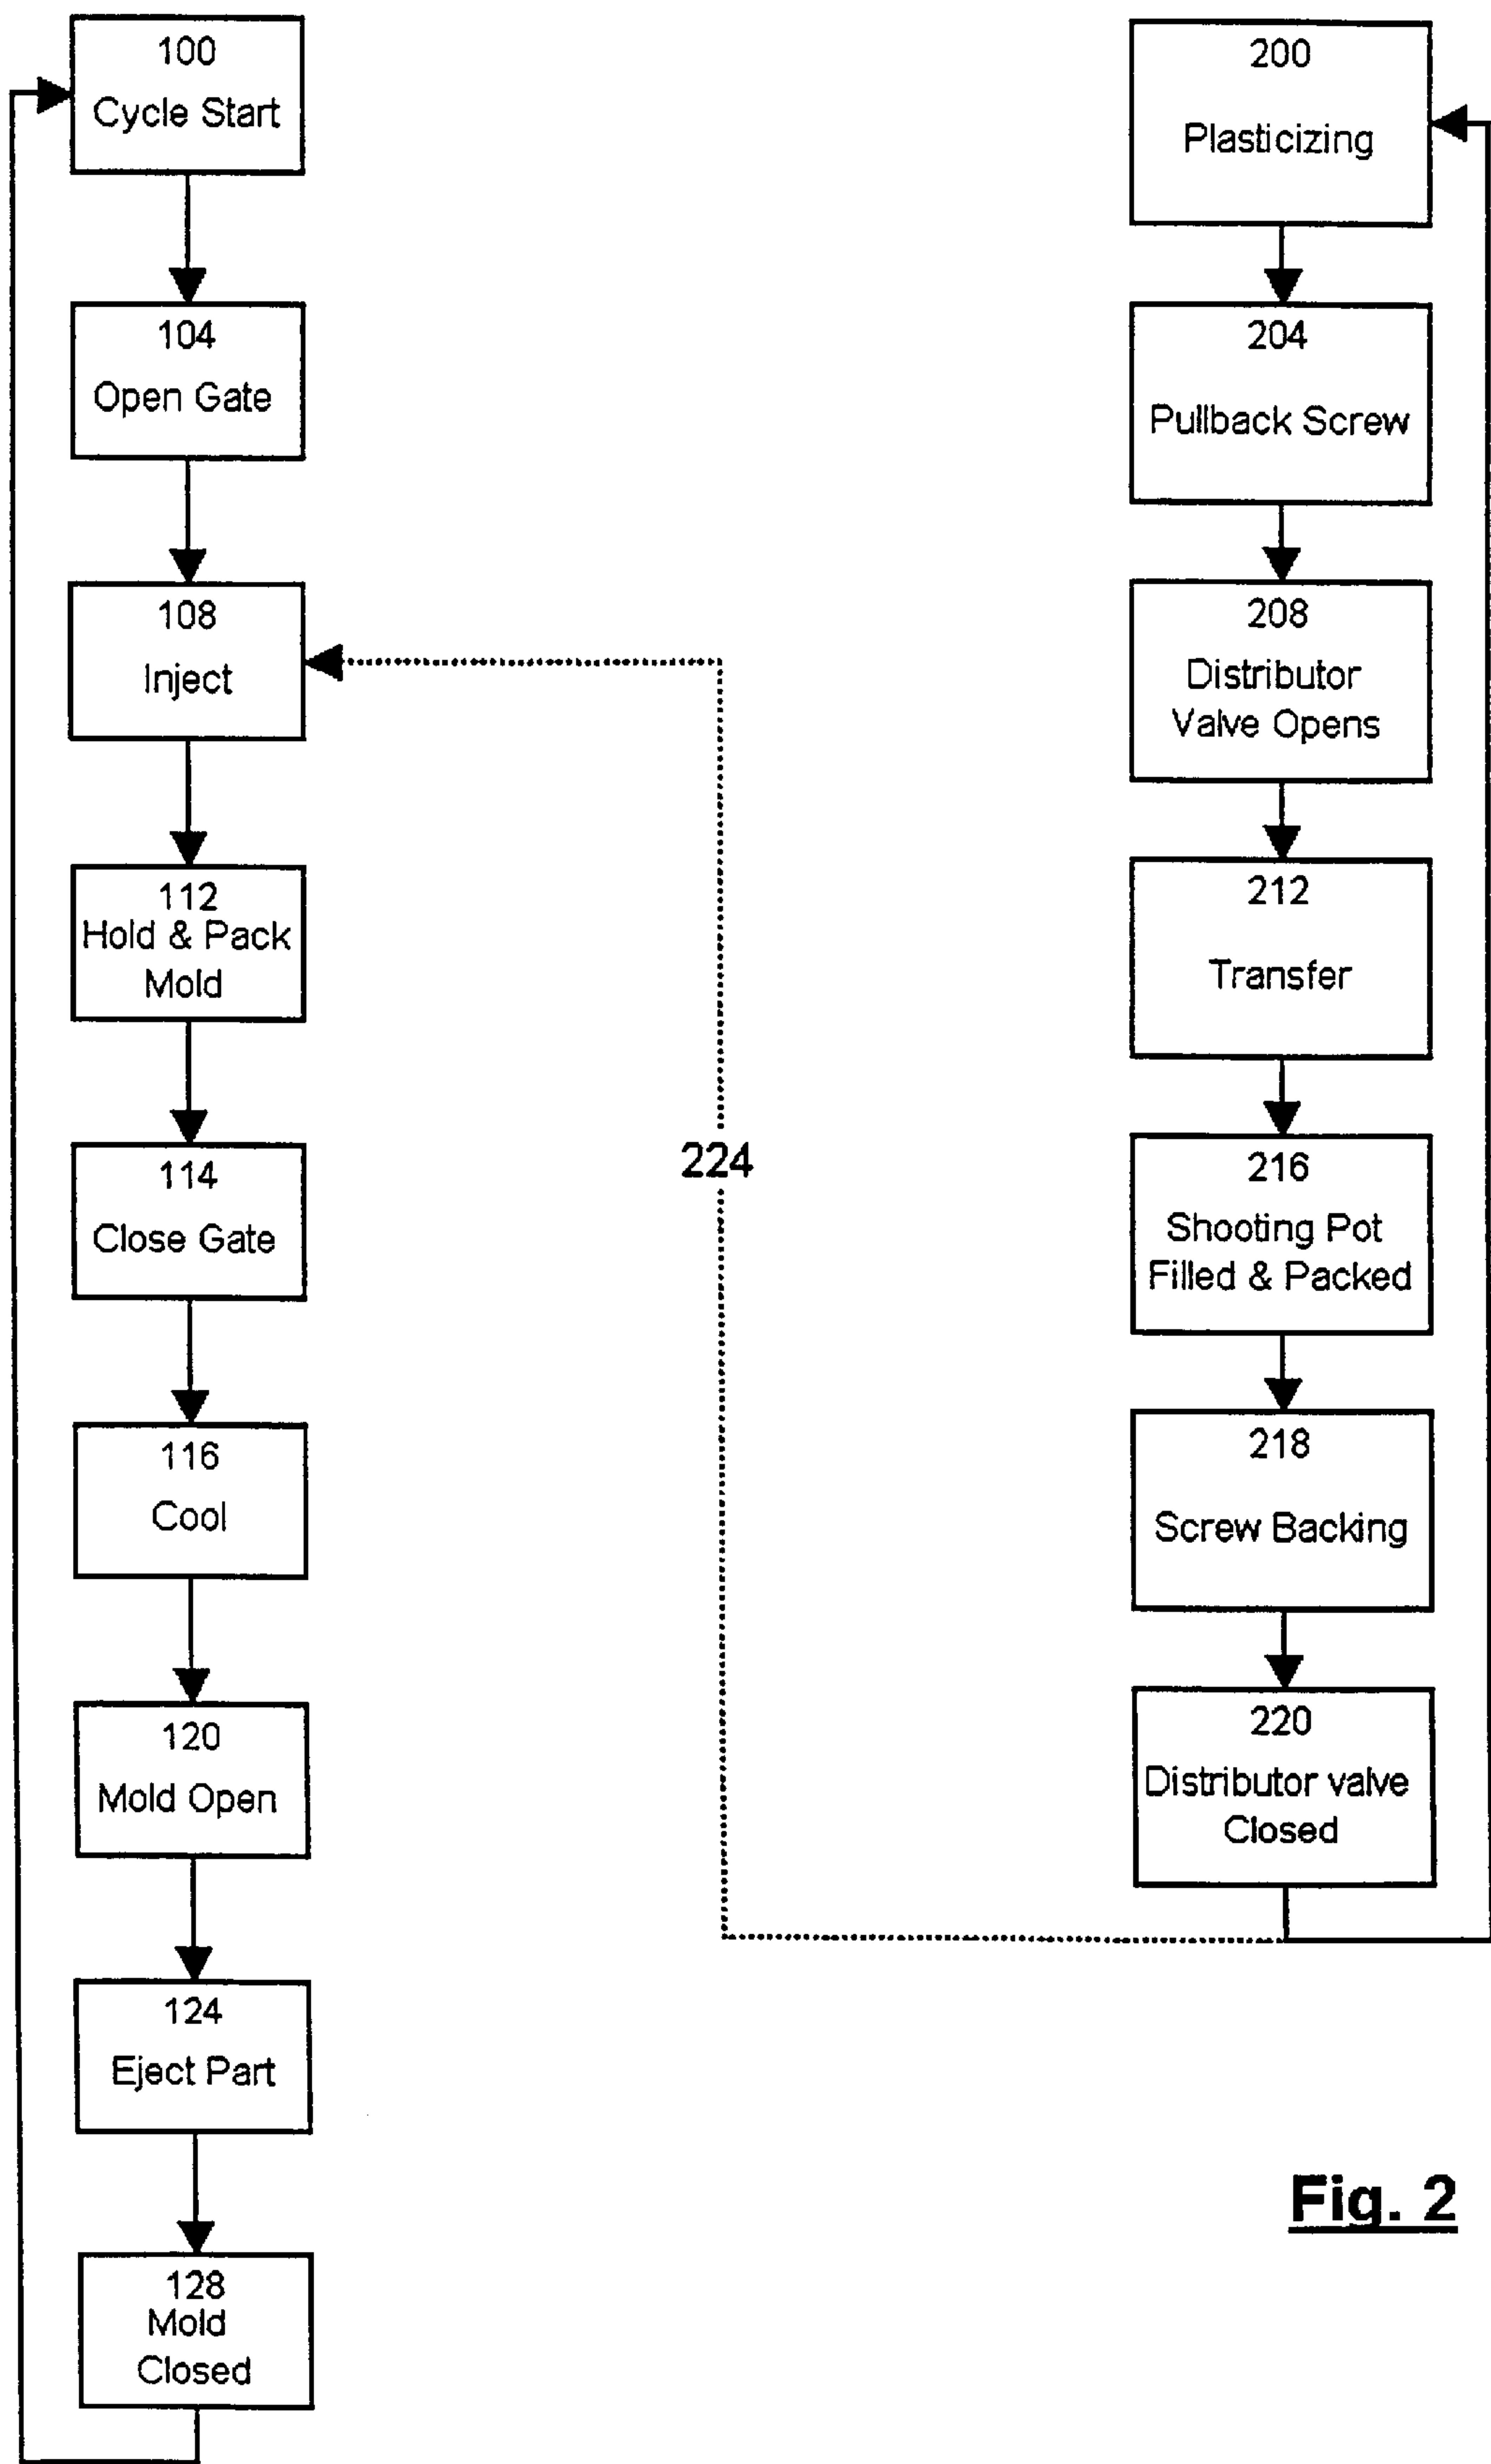 100
Cycle Start
104
Open Gate
108
Inject
112
Hold & Pack
Mold
114
Close Gate
116
Cool
120
Mold Open
124
Eject Part
128
Mold
Closed
224
200
Plasticizing
204
Pullback Screw
208
Distributor
Valve Opens
212
Transfer
216
Shooting Pot
Filled & Packed
218
Screw Backing
220
Distributor valve
Closed
Fig. 2